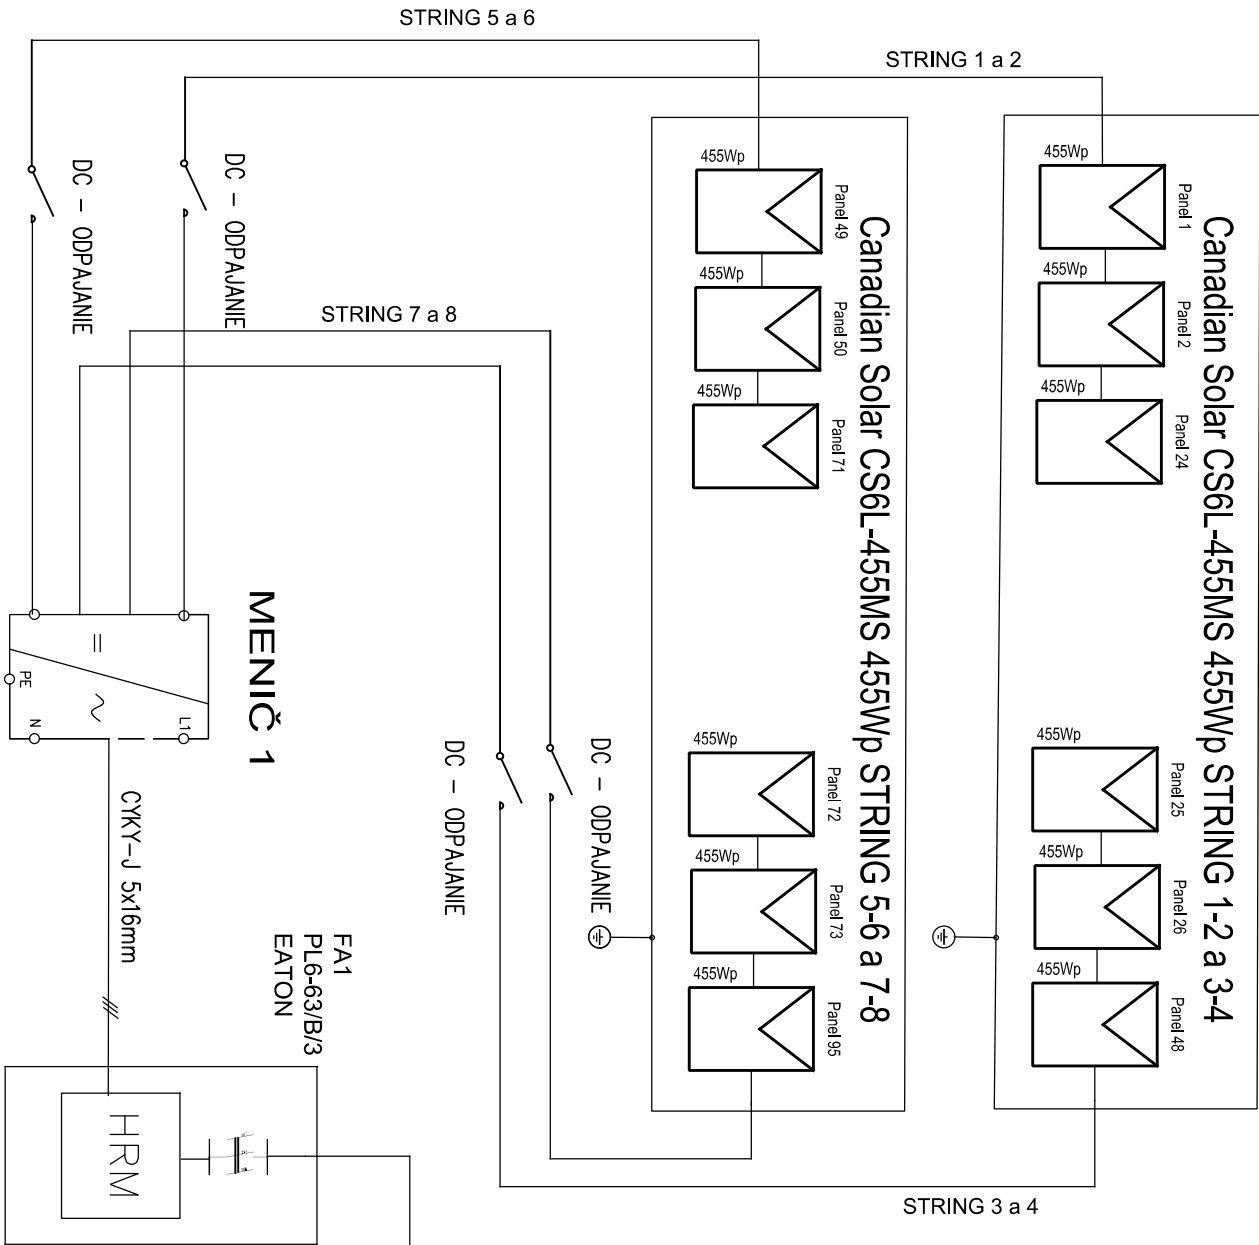 STRING 5 a 6
STRING 1 a 2
DC - ODPAJANIE
DC - ODPAJANIE
STRING 7 a 8
455Wp
Panel 49
455Wp
Panel 50
455Wp
Panel 71
Canadian Solar CS6L-455MS 455Wp STRING 5-6 a 7-8
455Wp
Panel 72
455Wp
Panel 73
455Wp
Panel 95
455Wp
Panel 1
455Wp
Panel 2
455Wp
Panel 24
Canadian Solar CS6L-455MS 455Wp STRING 1-2 a 3-4
455Wp
Panel 25
455Wp
Panel 26
455Wp
Panel 48
MENIČ 1
=
~
PE
N
L1
DC - ODPAJANIE
DC - ODPAJANIE
CYKY-J 5x16mm
FA1
PL6-63/B/3
EATON
HRM
STRING 3 a 4